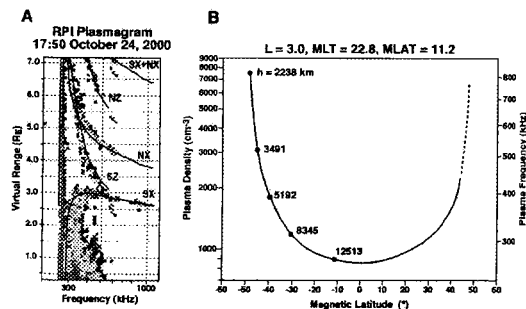 A
RPI Plasmagram
17:50 October 24, 2000
Virtual Range (RE)
7.0
6.0
5.0
4.0
3.0
2.0
1.0
SX+NX
NZ
NX
SZ
SX
300
600
1000
Frequency (kHz)
B
L = 3.0, MLT = 22.8, MLAT = 11.2
Plasma Density (cm-3)
9000
7000
5000
4000
3000
2000
1000
h = 2238 km
3491
5192
8345
12513
800
700
600
500
400
300
Plasma Frequency (kHz)
-60 -50 -40 -30 -20 -10 0 10 20 30 40 50 60
Magnetic Latitude (°)